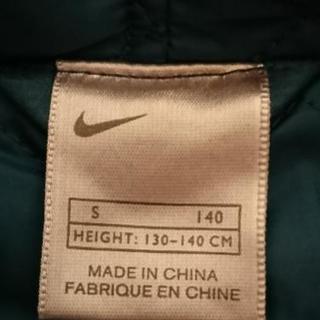 S 140
HEIGHT: 130-140 CM
MADE IN CHINA
FABRIQUE EN CHINE